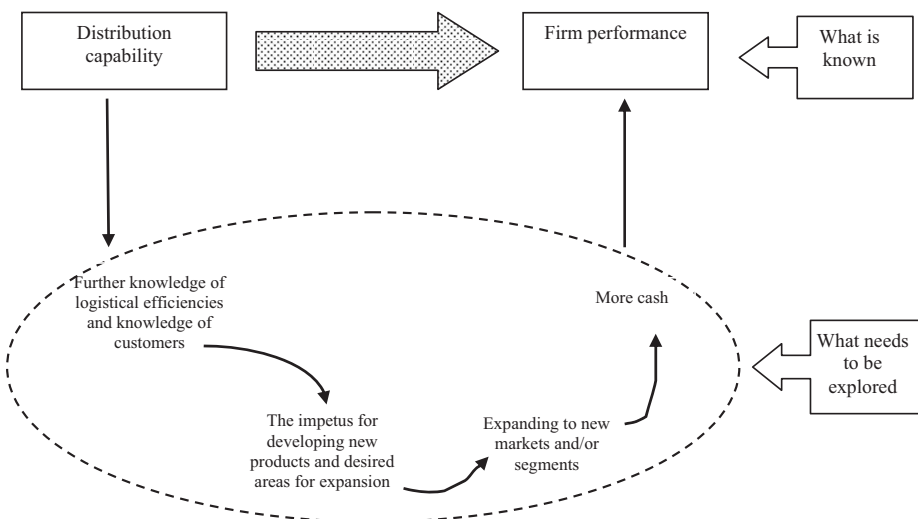 Distribution
capability
Firm performance
What is
known
Further knowledge of
logistical efficiencies
and knowledge of
customers
More cash
What needs
to be
explored
The impetus for
developing new
products and desired
areas for expansion
Expanding to new
markets and/or
segments